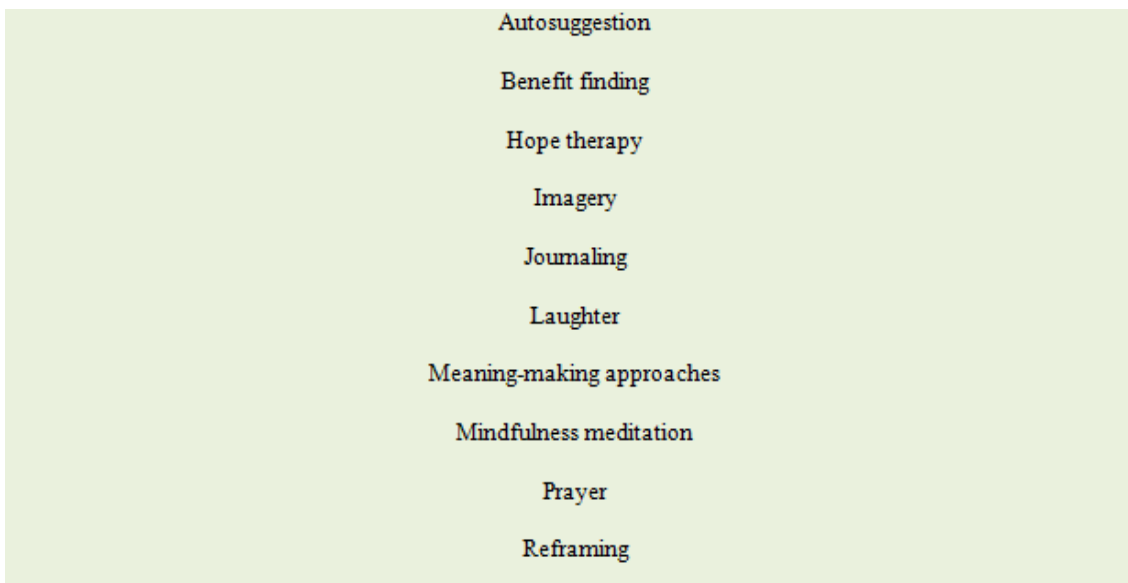 Autosuggestion
Benefit finding
Hope therapy
Imagery
Journaling
Laughter
Meaning-making approaches
Mindfulness meditation
Prayer
Reframing